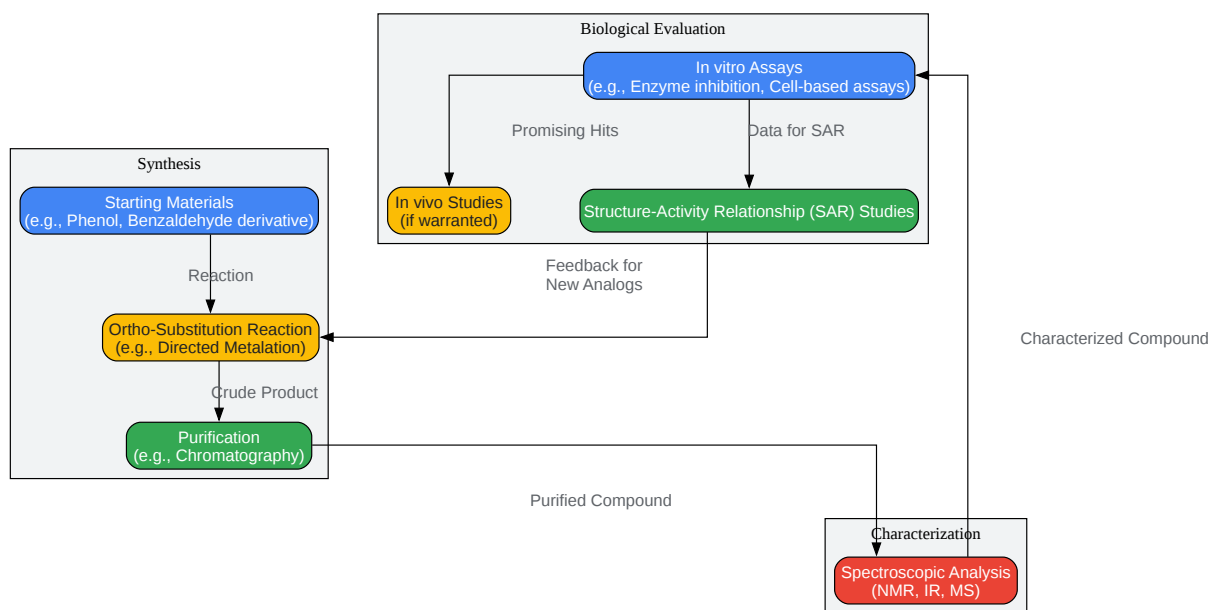 Biological Evaluation
In vitro Assays
(e.g., Enzyme inhibition, Cell-based assays)
Promising Hits
Data for SAR
In vivo Studies
(if warranted)
Structure-Activity Relationship (SAR) Studies
Synthesis
Starting Materials
(e.g., Phenol, Benzaldehyde derivative)
Reaction
Feedback for
New Analogs
Ortho-Substitution Reaction
(e.g., Directed Metalation)
Characterized Compound
Crude Product
Purification
(e.g., Chromatography)
Purified Compound
Characterization
Spectroscopic Analysis
(NMR, IR, MS)